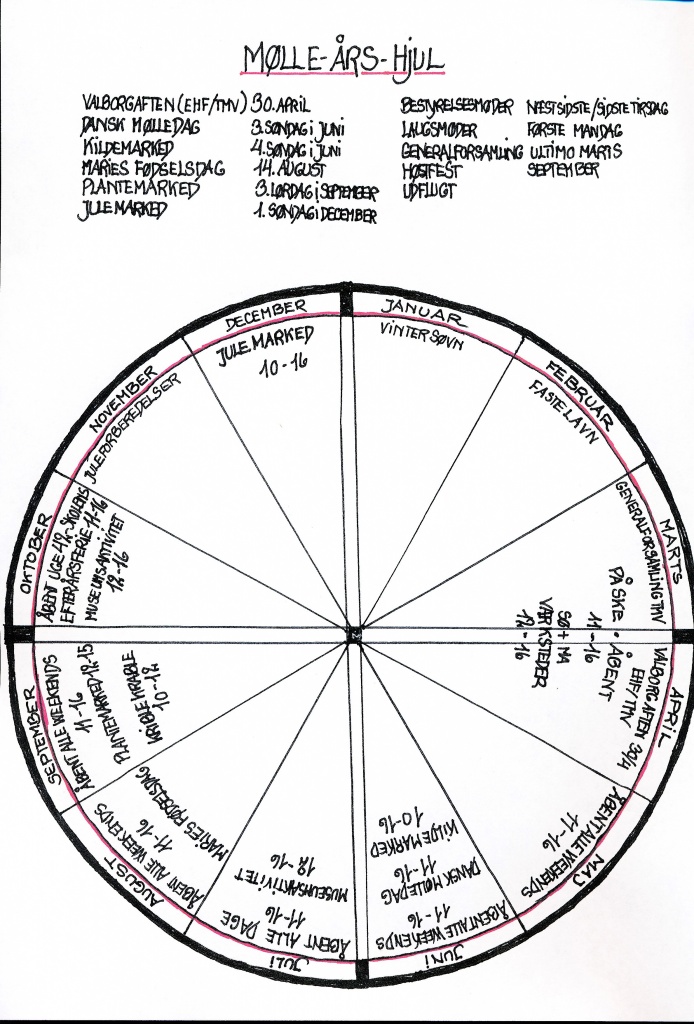 MØLLE-ÅRS-HJUL
VALBORGAFTEN (EHF/TMV) 30. APRIL
DANSK MØLLEDAG 3. SØNDAG I JUNI
KILDEMARKED 4. SØNDAG I JUNI
MARIES FØDSELSDAG 14. AUGUST
PLANTEMARKED 3. LØRDAG I SEPTEMBER
JULEMARKED 1. SØNDAG I DECEMBER
BESTYRELSESMØDER NÆSTSIDSTE/SIDSTE TIRSDAG
LAUGSMØDER FØRSTE MANDAG
GENERALFORSAMLING ULTIMO MARTS
HØSTFEST SEPTEMBER
UDFLUGT
JANUAR
VINTERSØVN
FEBRUAR
FASTELAVN
MARTS
GENERALFORSAMLING TMV
PÅSKE · ÅBENT
11-16
SØ + MA
VÆRKSTEDER
12-16
APRIL
VALBORGAFTEN 30/4
EHF/TMV
MAJ
ÅBENT ALLE WEEKENDS
11-16
JUNI
ÅBENT ALLE WEEKENDS
11-16
DANSK MØLLEDAG
11-16
KILDEMARKED
10-16
JULI
ÅBENT ALLE DAGE
11-16
MUSEUMSAKTIVITET
12-16
AUGUST
ÅBENT ALLE WEEKENDS
11-16
MARIES FØDSELSDAG
SEPTEMBER
ÅBENT ALLE WEEKENDS
11-16
PLANTEMARKED 12-15
10-12
OKTOBER
ÅBENT UGE 42-SKOLENS
EFTERÅRSFERIE 11-16
MUSEUMSAKTIVITET
12-16
NOVEMBER
JULEFORBEREDELSER
DECEMBER
JULEMARKED
10-16